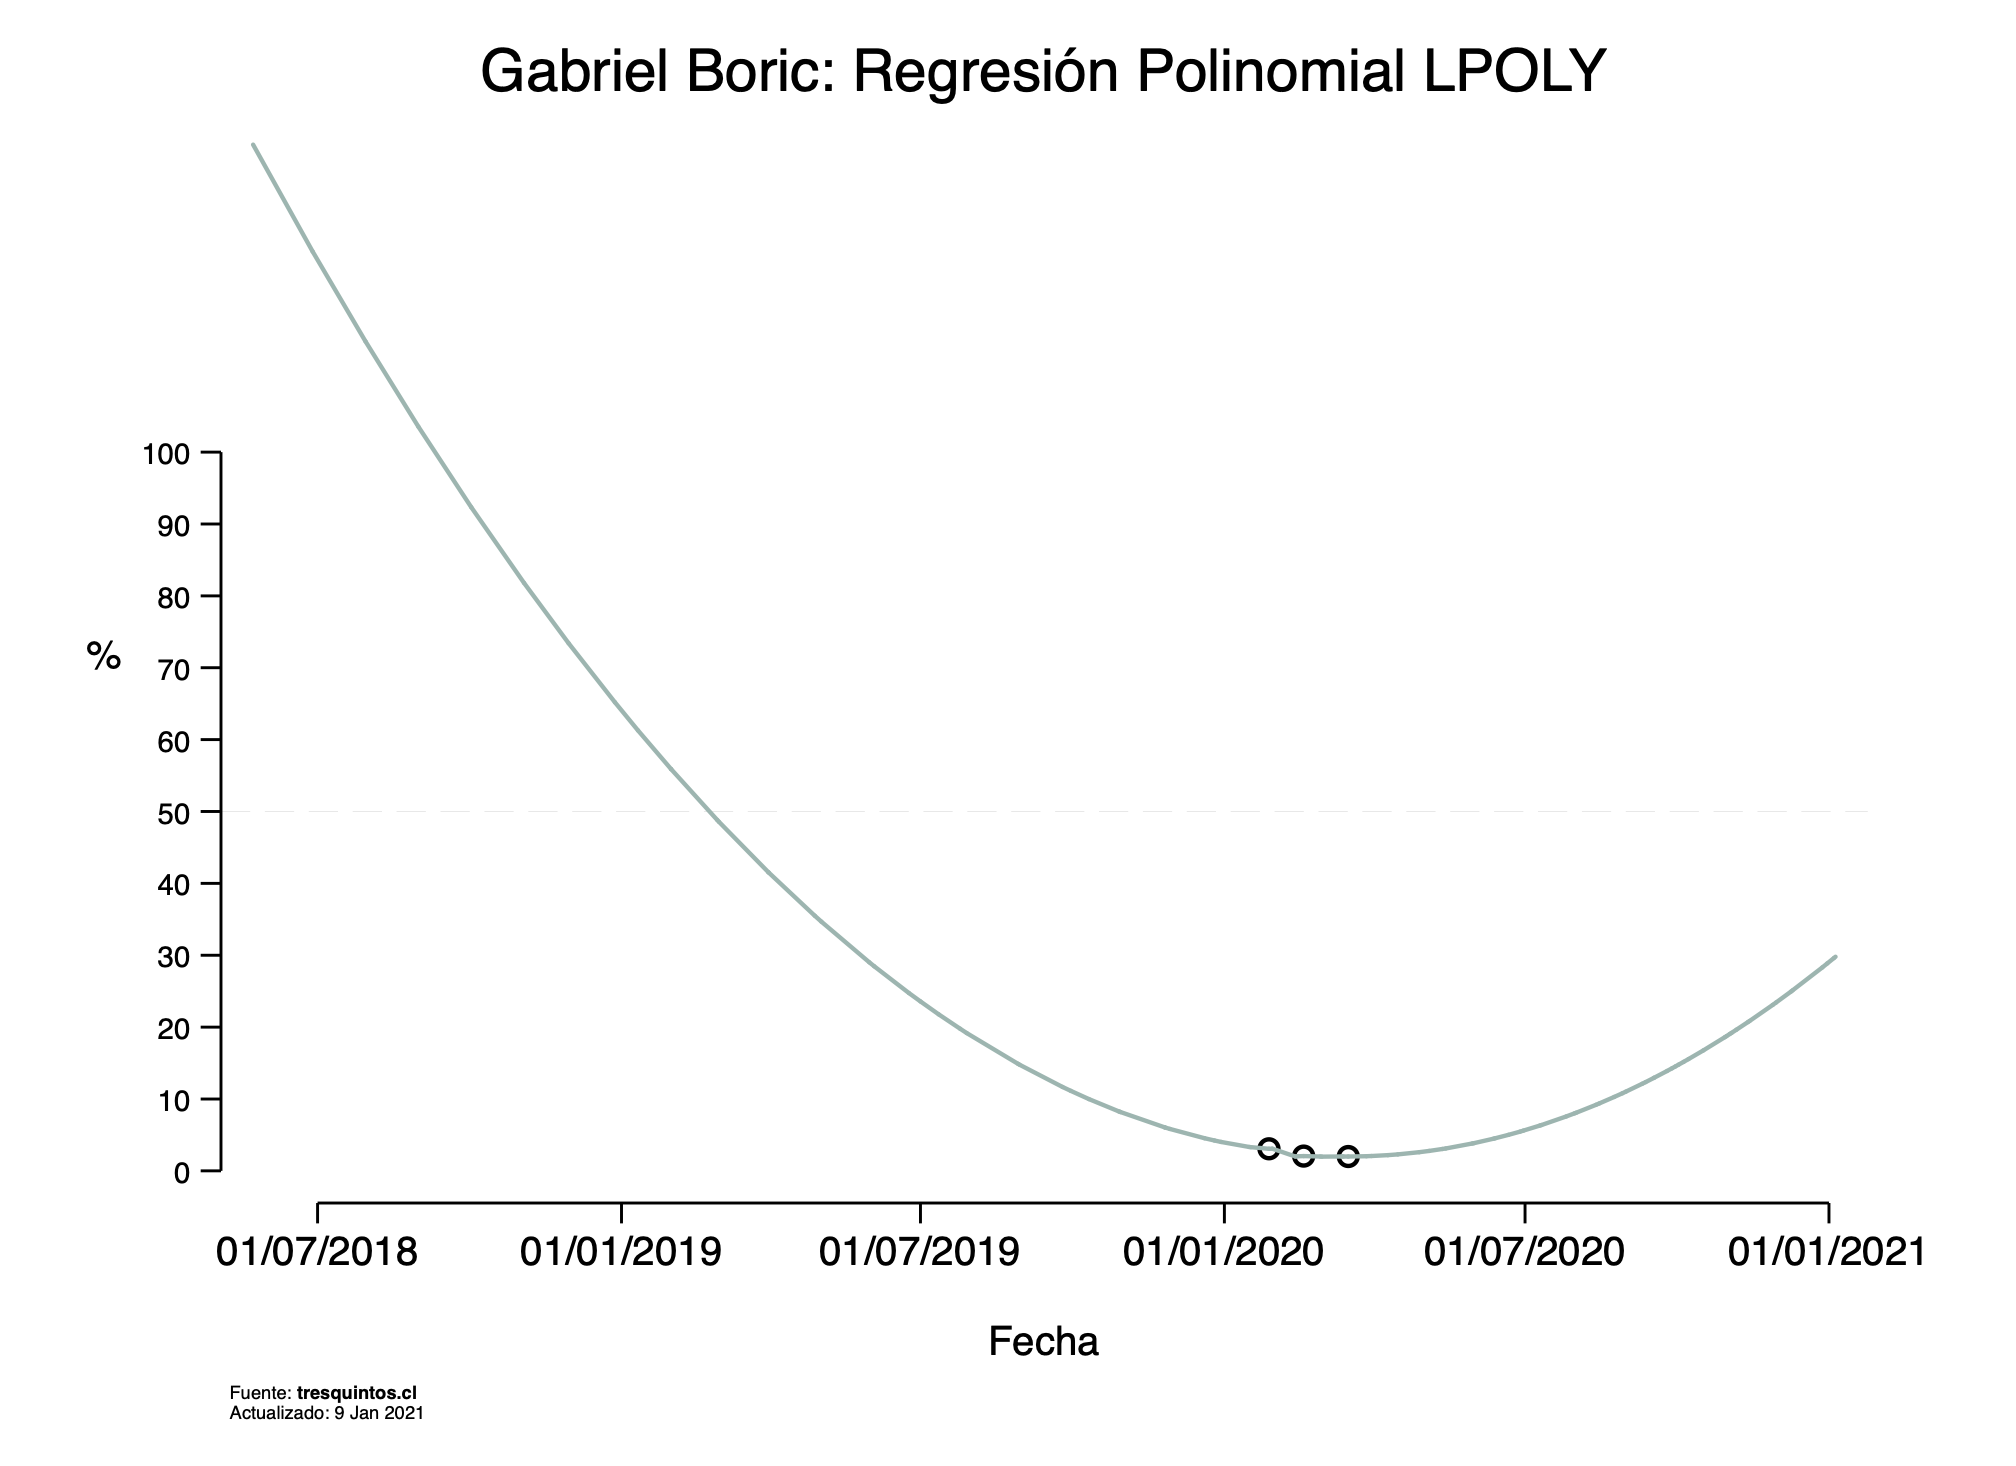 Gabriel Boric: Regresión Polinomial LPOLY
100
90
80
70
60
50
40
30
20
10
0
%
01/07/2018 01/01/2019 01/07/2019 01/01/2020 01/07/2020 01/01/2021
Fecha
Fuente: tresquintos.cl
Actualizado: 9 Jan 2021